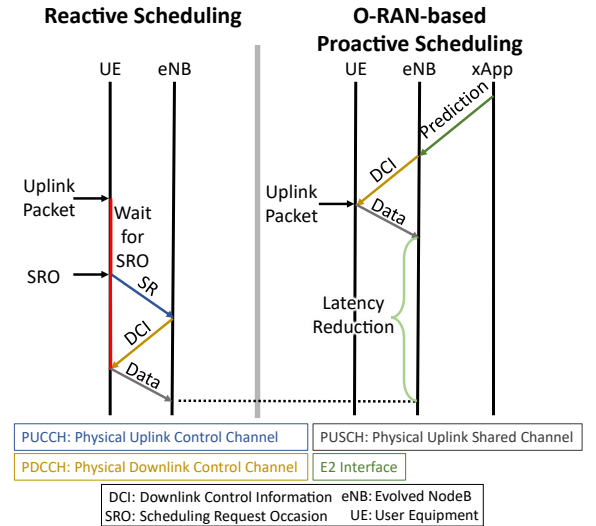 Reactive Scheduling
O-RAN-based
Proactive Scheduling
UE eNB
UE eNB xApp
Prediction
DCI
Uplink
Packet
Data
Wait
for
SRO
SRO
SR
DCI
Data
Uplink
Packet
Latency
Reduction
PUCCH: Physical Uplink Control Channel
PUSCH: Physical Uplink Shared Channel
PDCCH: Physical Downlink Control Channel
E2 Interface
DCI: Downlink Control Information eNB: Evolved NodeB
SRO: Scheduling Request Occasion UE: User Equipment